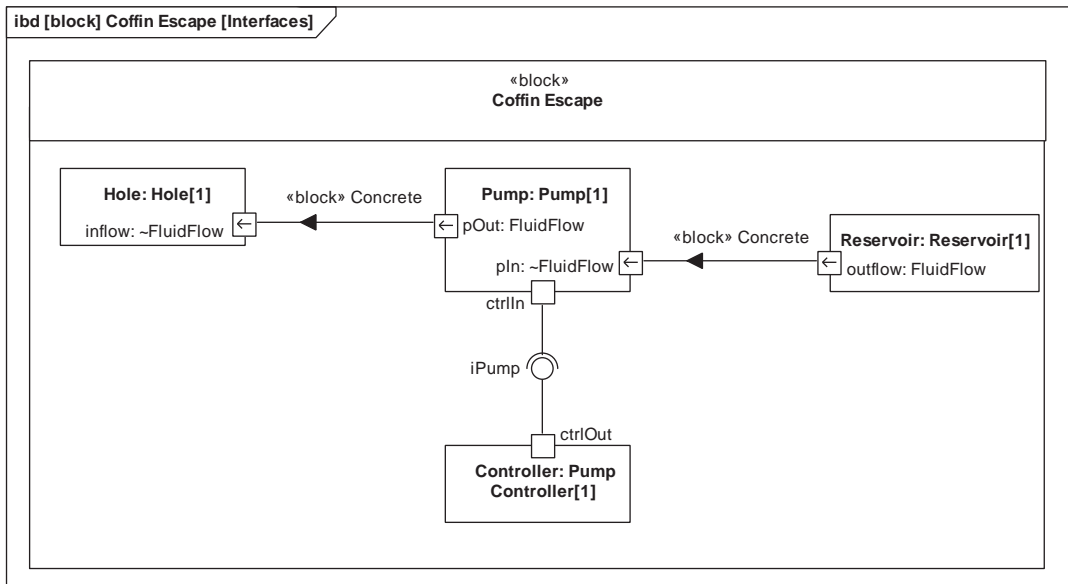 ibd [block] Coffin Escape [Interfaces]
«block»
Coffin Escape
Hole: Hole[1]
inflow: ~FluidFlow
«block» Concrete
Pump: Pump[1]
pOut: FluidFlow
pIn: ~FluidFlow
ctrlIn
«block» Concrete
Reservoir: Reservoir[1]
outflow: FluidFlow
iPump
ctrlOut
Controller: Pump
Controller[1]